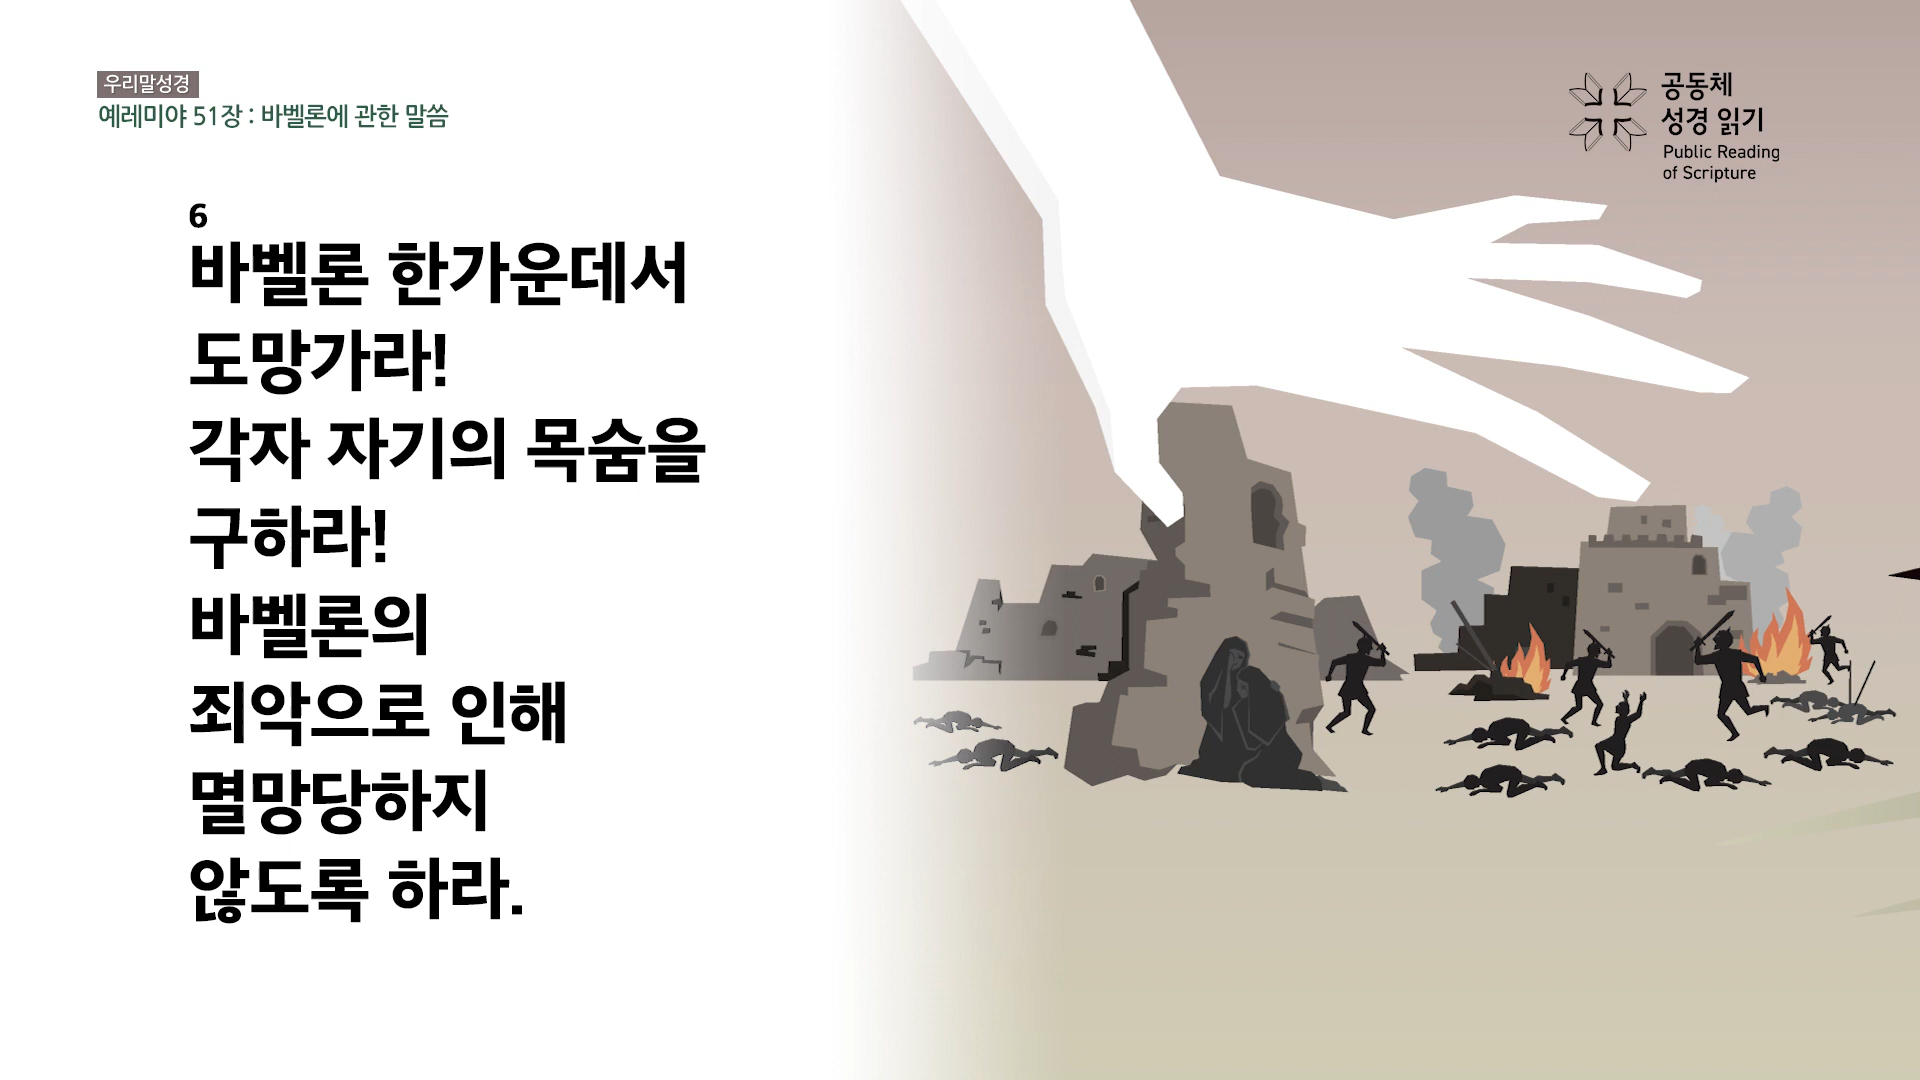 우리말성경
예레미야 51장 : 바벨론에 관한 말씀
공동체
성경 읽기
Public Reading
of Scripture
6
바벨론 한가운데서
도망가라!
각자 자기의 목숨을
구하라!
바벨론의
죄악으로 인해
멸망당하지
않도록 하라.